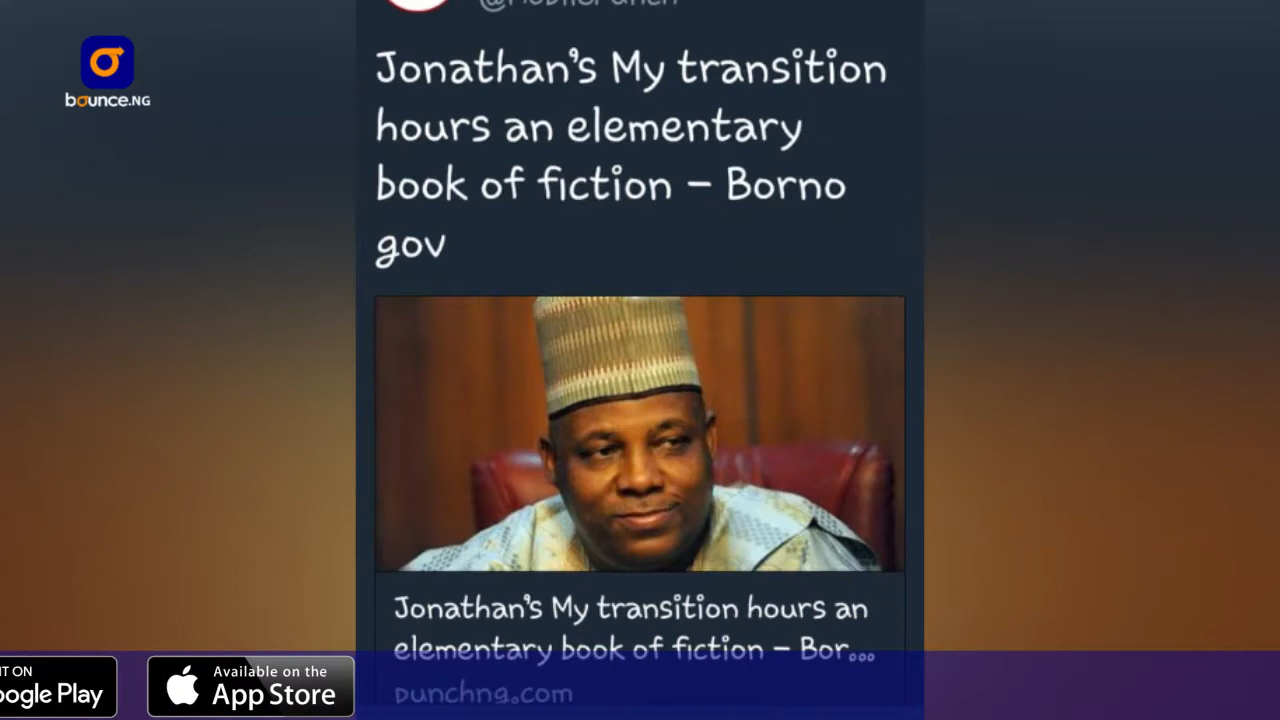 bounce.NG
Jonathan's My transition
hours an elementary
book of fiction – Borno
gov
Jonathan's My transition hours an
elementary book of fiction – Bor...
punchng.com
IT ON
Available on the
App Store
ogle Play